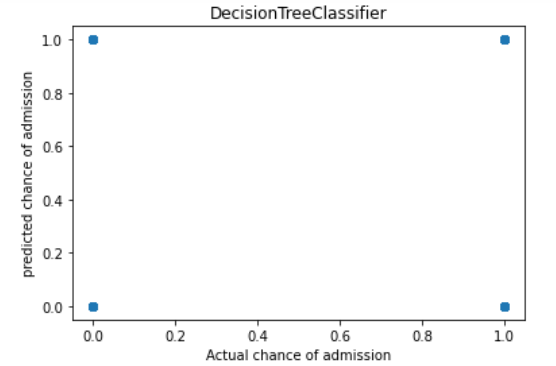 DecisionTreeClassifier
1.0
0.8
0.6
0.4
0.2
0.0
predicted chance of admission
0.0 0.2 0.4 0.6 0.8 1.0
Actual chance of admission